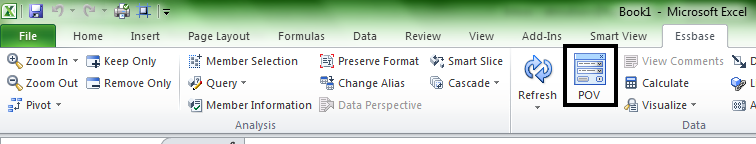 Book1 - Microsoft Excel
File Home Insert Page Layout Formulas Data Review View Add-Ins Smart View Essbase
Zoom In Keep Only Member Selection Preserve Format Smart Slice View Comments
Zoom Out Remove Only Query Change Alias Cascade Calculate
Pivot Member Information Data Perspective Refresh POV Visualize
Analysis Data